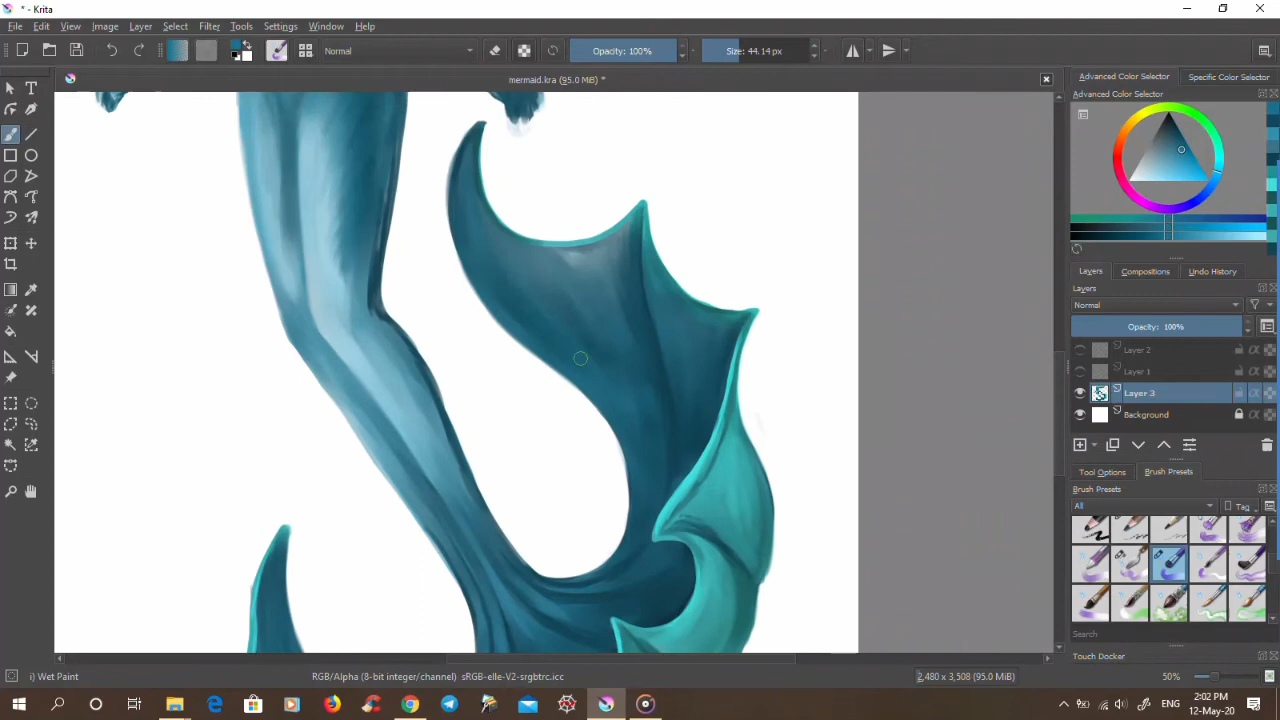 * - Krita
File Edit View Image Layer Select Filter Tools Settings Window Help
Normal Opacity: 100% Size: 44.14 px
mermaid.kra (95.0 MiB) *
Advanced Color Selector Specific Color Selector
Advanced Color Selector
Layers Compositions Undo History
Layers
Normal
Opacity: 100%
Layer 2
Layer 1
Layer 3
Background
Tool Options Brush Presets
Brush Presets
All Tag
Search
Touch Docker
i) Wet Paint RGB/Alpha (8-bit integer/channel) sRGB-elle-V2-srgbtrc.icc 2,480 x 3,508 (95.0 MiB) 50%
ENG 2:02 PM
12-May-20